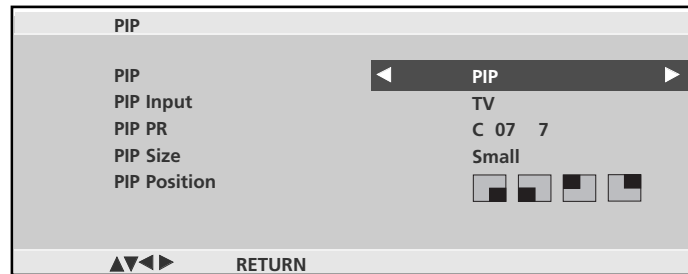 PIP
PIP ◀ PIP ▶
PIP Input TV
PIP PR C 07 7
PIP Size Small
PIP Position
▲▼◀▶ RETURN